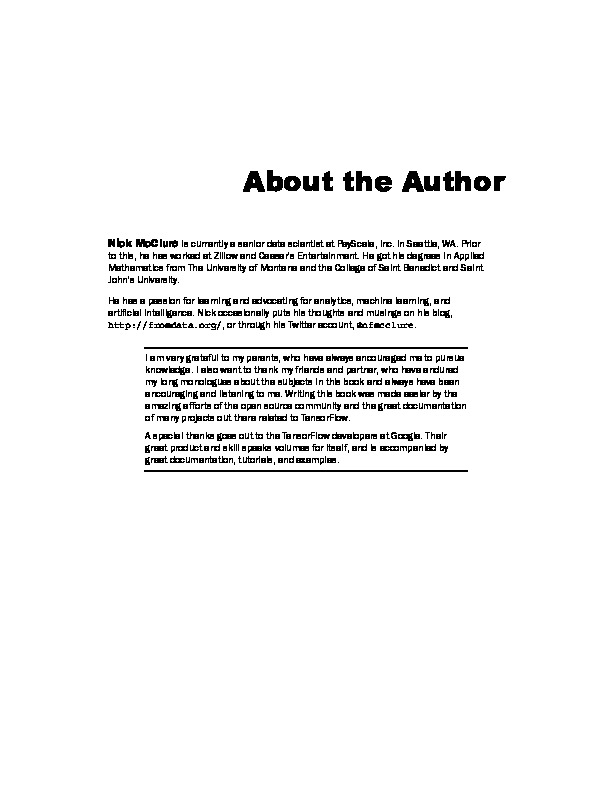 About the Author
Nick McClure is currently a senior data scientist at PayScale, Inc. in Seattle, WA. Prior
to this, he has worked at Zillow and Caesar's Entertainment. He got his degrees in Applied
Mathematics from The University of Montana and the College of Saint Benedict and Saint
John's University.
He has a passion for learning and advocating for analytics, machine learning, and
artificial intelligence. Nick occasionally puts his thoughts and musings on his blog,
http://fromdata.org/, or through his Twitter account, @nfmcclure.
I am very grateful to my parents, who have always encouraged me to pursue
knowledge. I also want to thank my friends and partner, who have endured
my long monologues about the subjects in this book and always have been
encouraging and listening to me. Writing this book was made easier by the
amazing efforts of the open source community and the great documentation
of many projects out there related to TensorFlow.
A special thanks goes out to the TensorFlow developers at Google. Their
great product and skill speaks volumes for itself, and is accompanied by
great documentation, tutorials, and examples.